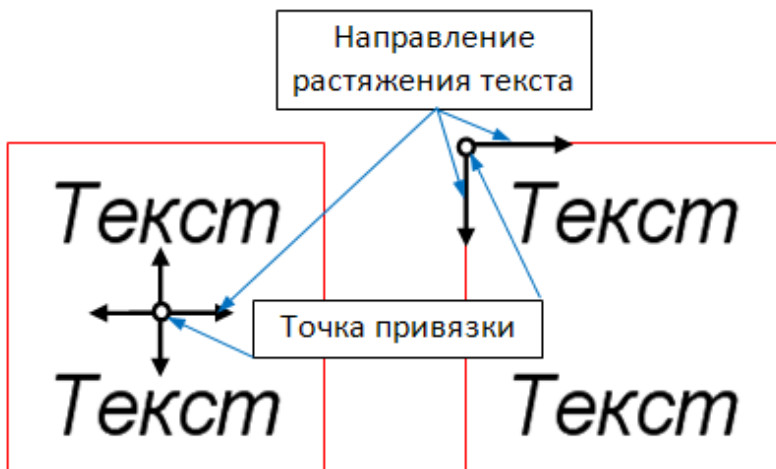 Направление
растяжения текста
Текст Текст
Точка привязки
Текст Текст